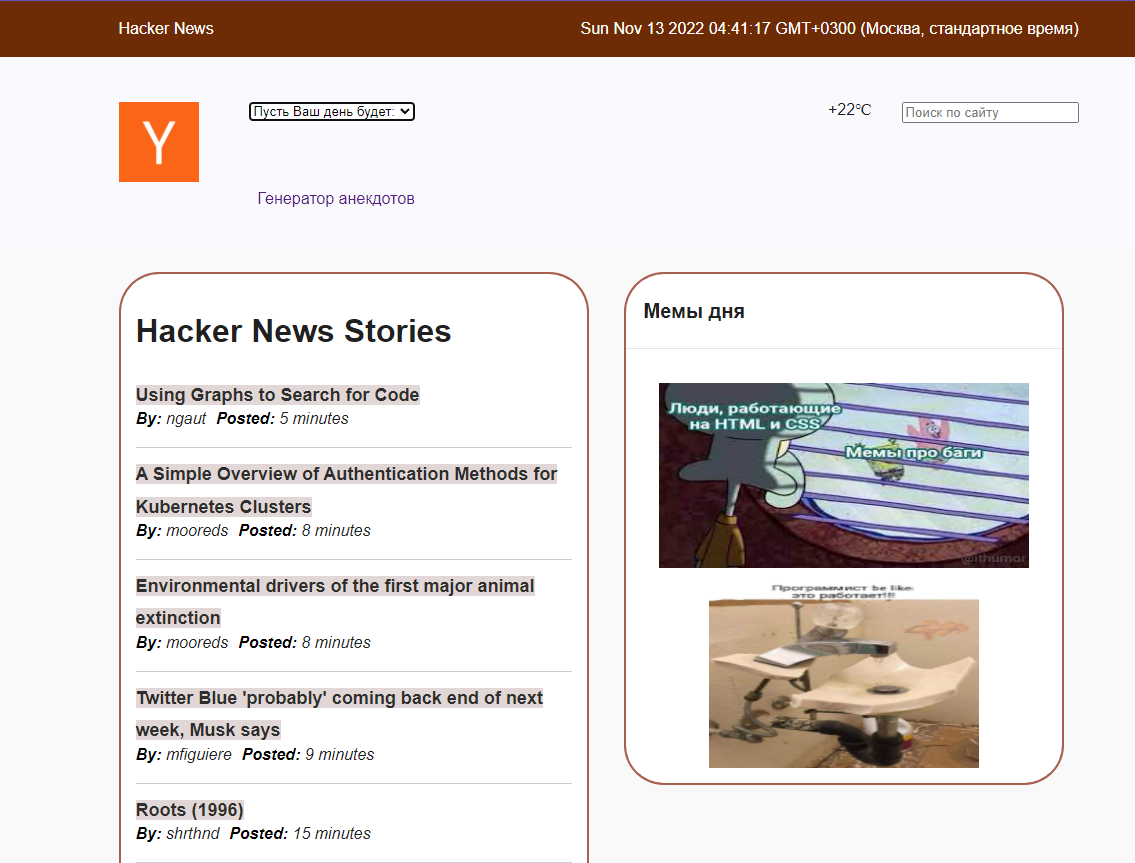 Hacker News
Sun Nov 13 2022 04:41:17 GMT+0300 (Москва, стандартное время)
Y
Пусть Ваш день будет:
+22°C
Поиск по сайту
Генератор анекдотов
Hacker News Stories
Using Graphs to Search for Code
By: ngaut Posted: 5 minutes
A Simple Overview of Authentication Methods for
Kubernetes Clusters
By: mooreds Posted: 8 minutes
Environmental drivers of the first major animal
extinction
By: mooreds Posted: 8 minutes
Twitter Blue 'probably' coming back end of next
week, Musk says
By: mfiguiere Posted: 9 minutes
Roots (1996)
By: shrthnd Posted: 15 minutes
Мемы дня
Люди, работающие
на HTML и CSS
Мемы про баги
@ithumor
Программист be like:
это работает!!!